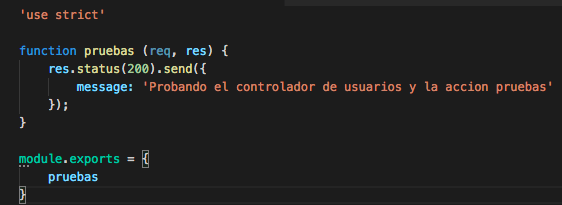 'use strict'
function pruebas (req, res) {
res.status(200).send({
message: 'Probando el controlador de usuarios y la accion pruebas'
});
}
module.exports = {
pruebas
}